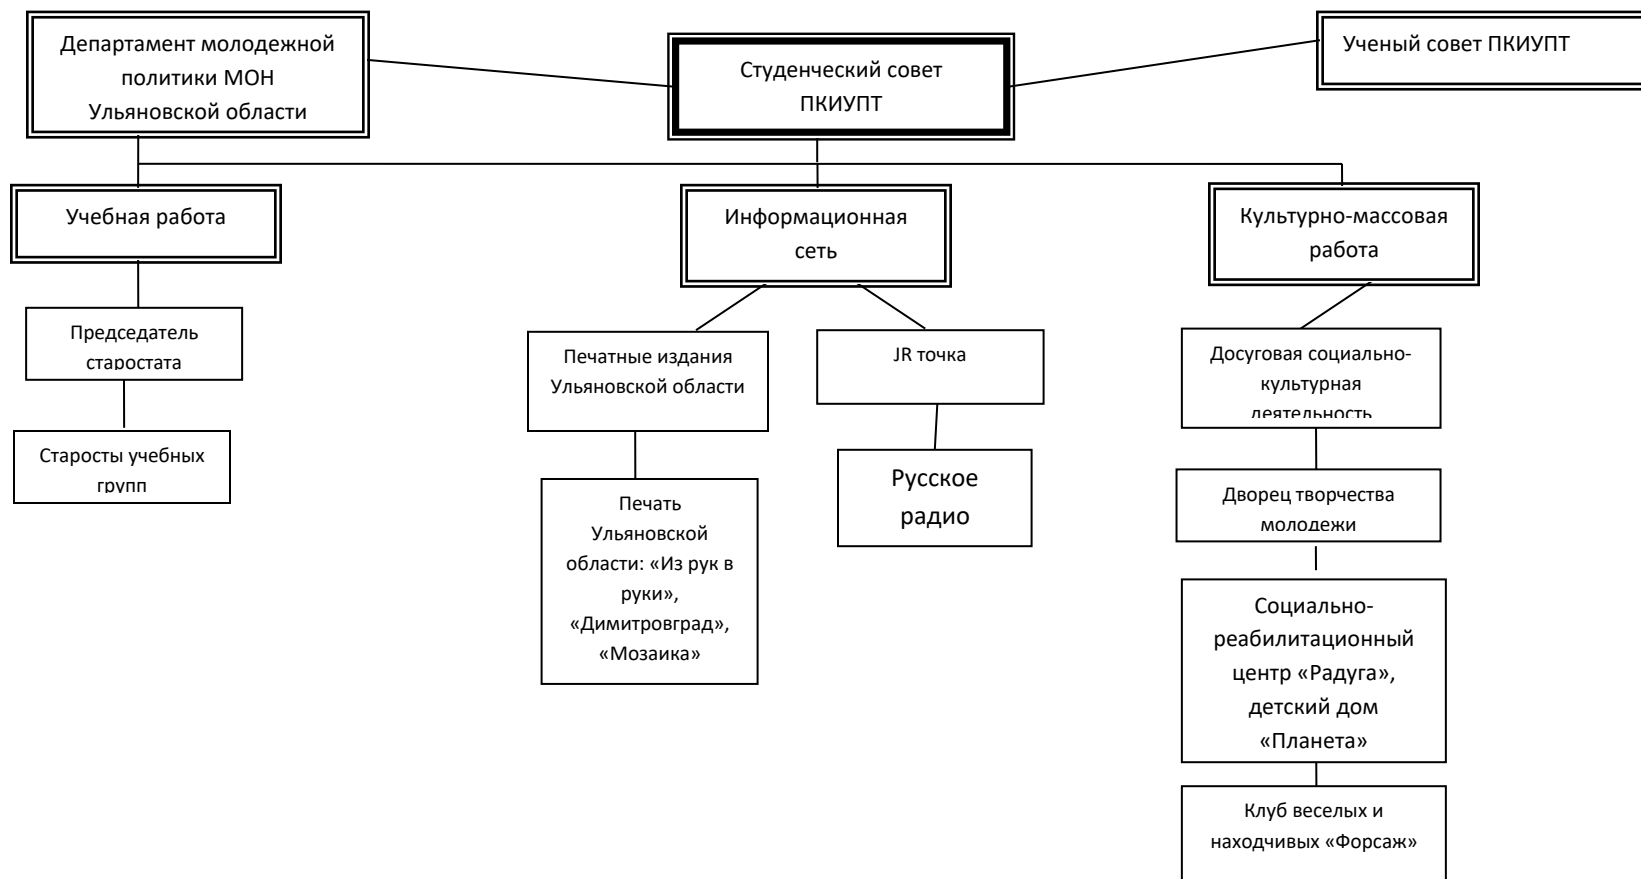 Департамент молодежной
политики МОН
Ульяновской области
Студенческий совет
ПКИУПТ
Ученый совет ПКИУПТ
Учебная работа
Информационная
сеть
Культурно-массовая
работа
Председатель
старостата
Старосты учебных
групп
Печатные издания
Ульяновской области
JR точка
Печать
Ульяновской
области: «Из рук в
руки»,
«Димитровград»,
«Мозаика»
Русское
радио
Досуговая социально-
культурная
деятельность
Дворец творчества
молодежи
Социально-
реабилитационный
центр «Радуга»,
детский дом
«Планета»
Клуб веселых и
находчивых «Форсаж»